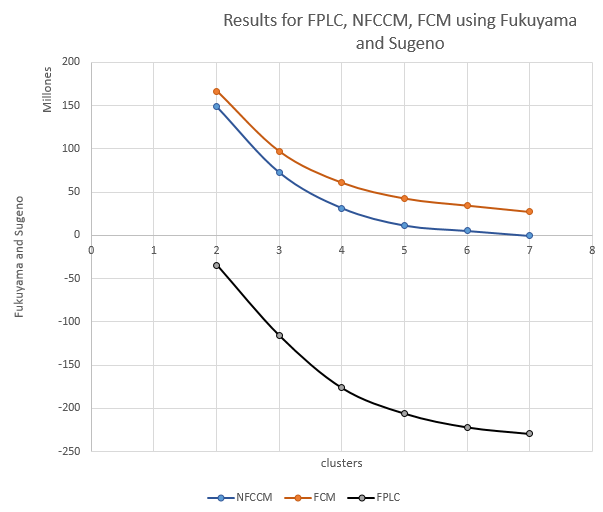 Results for FPLC, NFCCM, FCM using Fukuyama
and Sugeno
Millones
Fukuyama and Sugeno
200
150
100
50
0
-50
-100
-150
-200
-250
0 1 2 3 4 5 6 7 8
clusters
NFCCM FCM FPLC